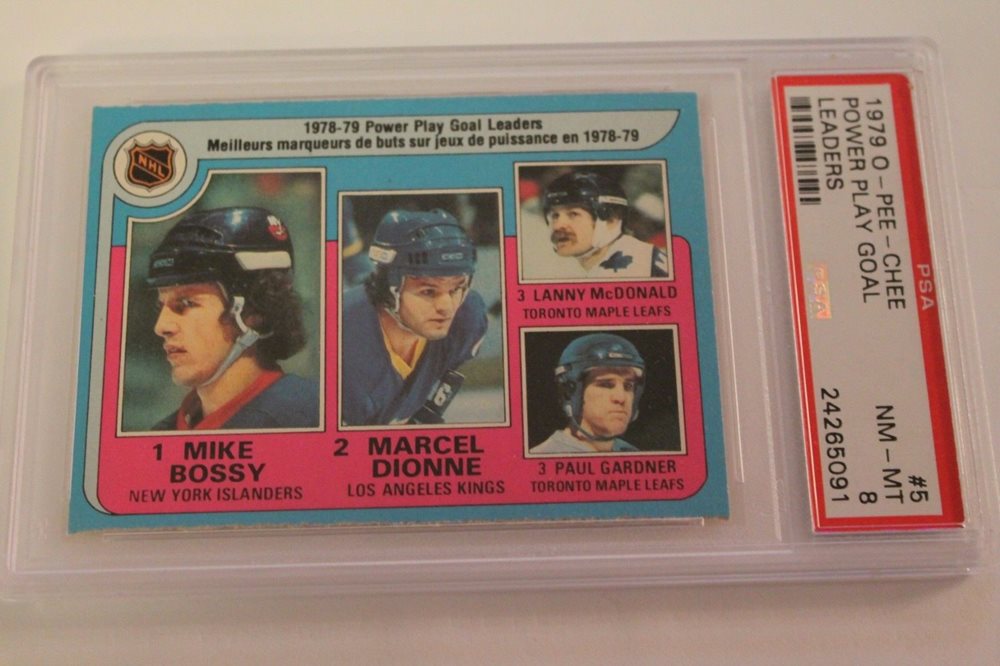 1978-79 Power Play Goal Leaders
Meilleurs marqueurs de buts sur jeux de puissance en 1978-79
NHL
1 MIKE
BOSSY
NEW YORK ISLANDERS
2 MARCEL
DIONNE
LOS ANGELES KINGS
3 LANNY McDONALD
TORONTO MAPLE LEAFS
3 PAUL GARDNER
TORONTO MAPLE LEAFS
PSA
1979 O-PEE-CHEE #5
POWER PLAY GOAL NM-MT
LEADERS 8
24265091
PSA